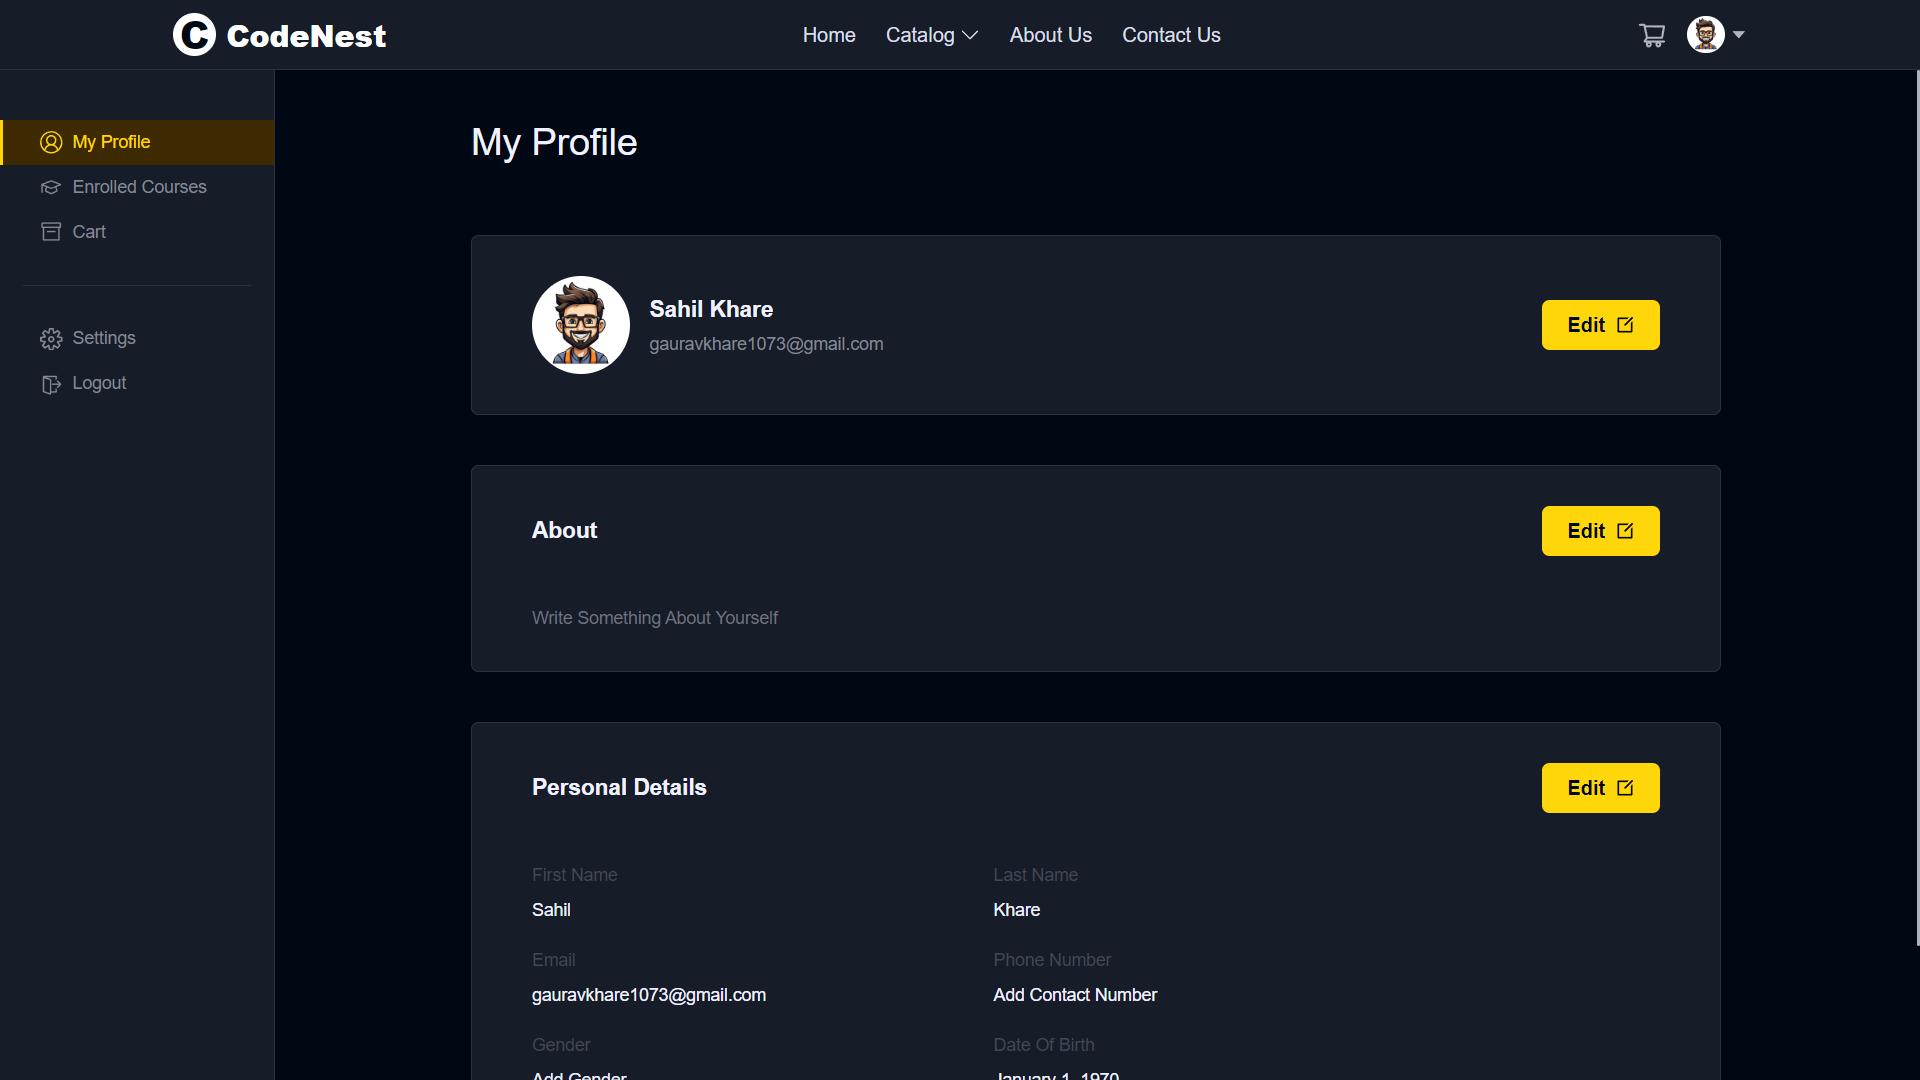 CodeNest
Home Catalog About Us Contact Us
My Profile
Enrolled Courses
Cart
Settings
Logout
My Profile
Sahil Khare
gauravkhare1073@gmail.com
Edit
About
Edit
Write Something About Yourself
Personal Details
Edit
First Name Last Name
Sahil Khare
Email Phone Number
gauravkhare1073@gmail.com Add Contact Number
Gender Date Of Birth
Add Gender January 1, 1970